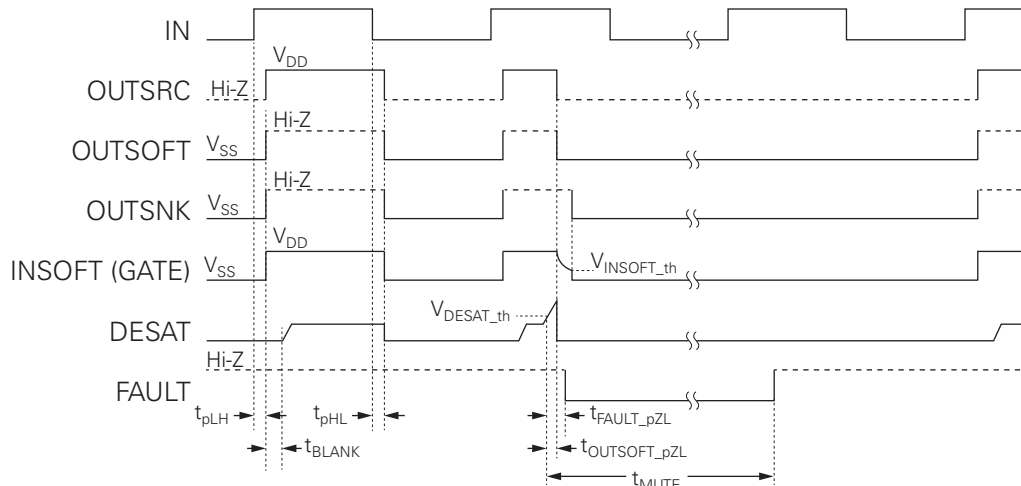 IN
V_DD
OUTSRC Hi-Z
Hi-Z
OUTSOFT V_SS
Hi-Z
OUTSNK V_SS
V_DD
INSOFT (GATE) V_SS V_INSOFT_th
V_DESAT_th
DESAT
Hi-Z
FAULT
t_pLH t_pHL t_FAULT_pZL
t_BLANK t_OUTSOFT_pZL
t_MUTE